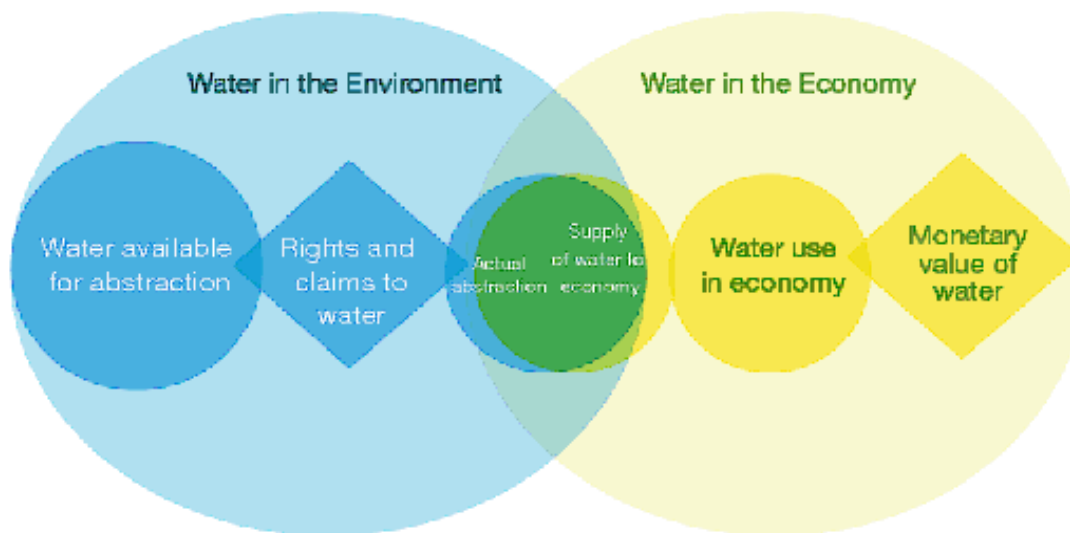 Water in the Environment
Water in the Economy
Water available
for abstraction
Rights and
claims to
water
Actual
abstraction
Supply
of water to
economy
Water use
in economy
Monetary
value of
water